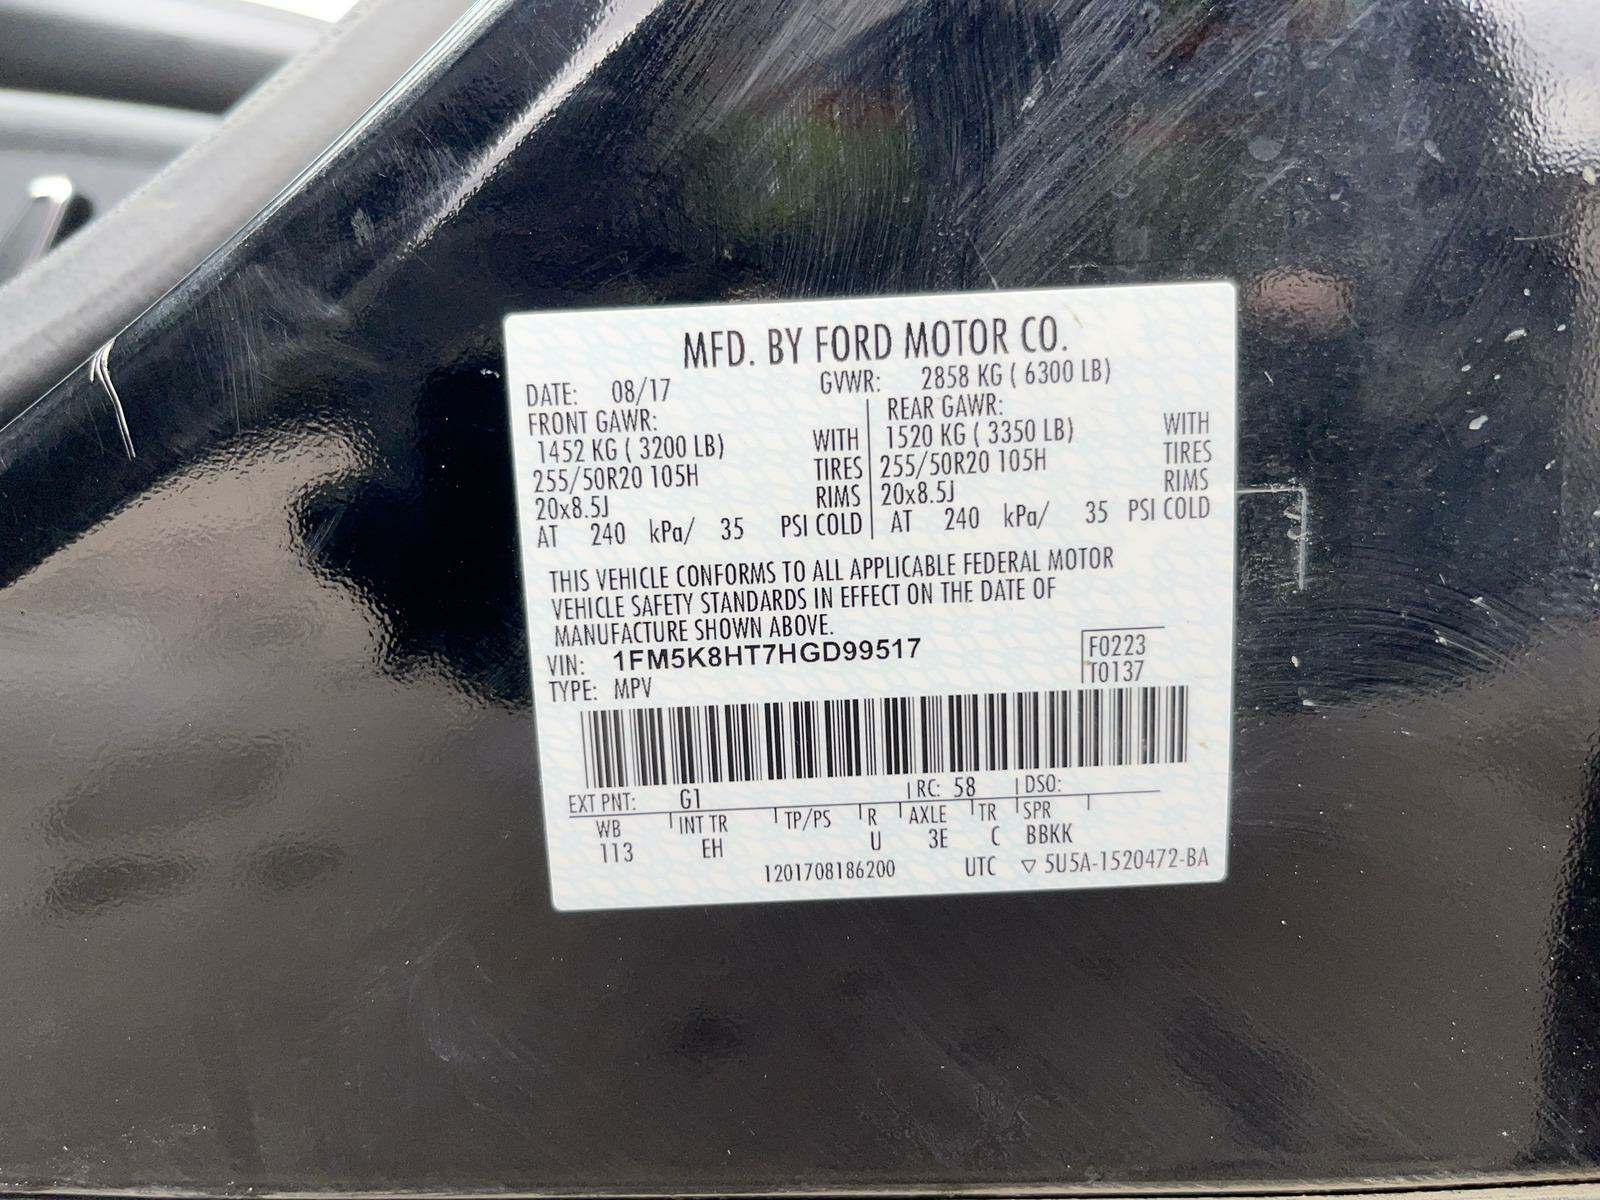 MFD. BY FORD MOTOR CO.
DATE: 08/17 GVWR: 2858 KG ( 6300 LB)
FRONT GAWR: REAR GAWR:
1452 KG ( 3200 LB) WITH 1520 KG ( 3350 LB) WITH
255/50R20 105H TIRES 255/50R20 105H TIRES
20x8.5J RIMS 20x8.5J RIMS
AT 240 kPa/ 35 PSI COLD AT 240 kPa/ 35 PSI COLD
THIS VEHICLE CONFORMS TO ALL APPLICABLE FEDERAL MOTOR
VEHICLE SAFETY STANDARDS IN EFFECT ON THE DATE OF
MANUFACTURE SHOWN ABOVE.
VIN: 1FM5K8HT7HGD99517 F0223
TYPE: MPV T0137
EXT PNT: G1 RC: 58 DSO:
WB INT TR TP/PS R AXLE TR SPR
113 EH U 3E C BBKK
1201708186200 UTC ▽ 5U5A-1520472-BA